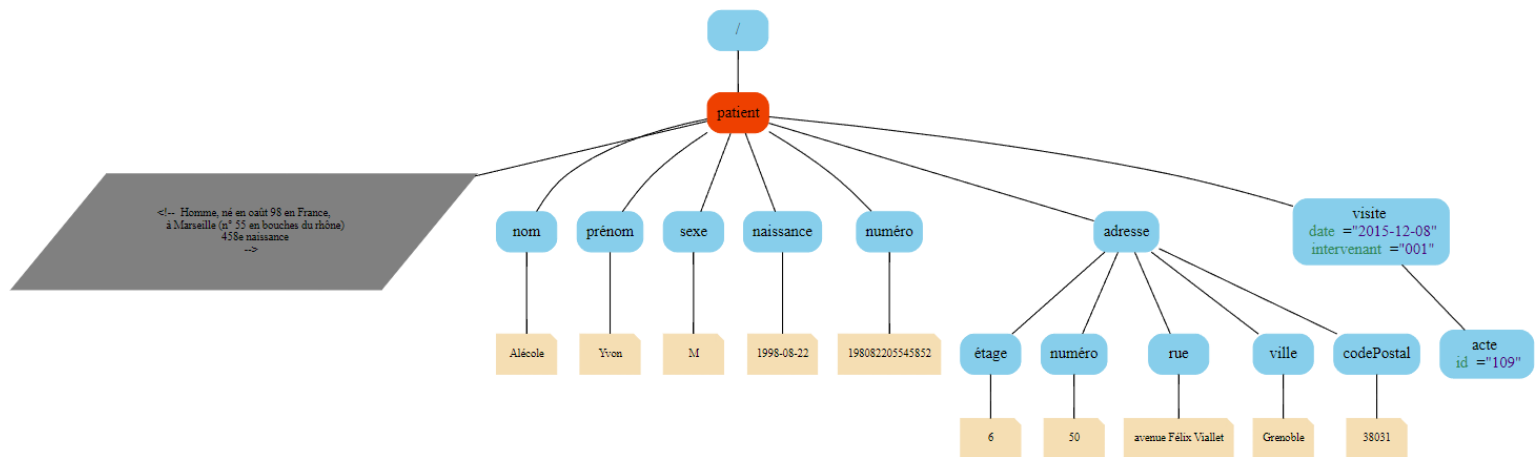 /
patient
<!-- Homme, né en oaût 98 en France,
à Marseille (n° 55 en bouches du rhône)
458e naissance
-->
nom
prénom
sexe
naissance
numéro
adresse
visite
date ="2015-12-08"
intervenant ="001"
Alécole
Yvon
M
1998-08-22
198082205545852
étage
numéro
rue
ville
codePostal
acte
id ="109"
6
50
avenue Félix Viallet
Grenoble
38031